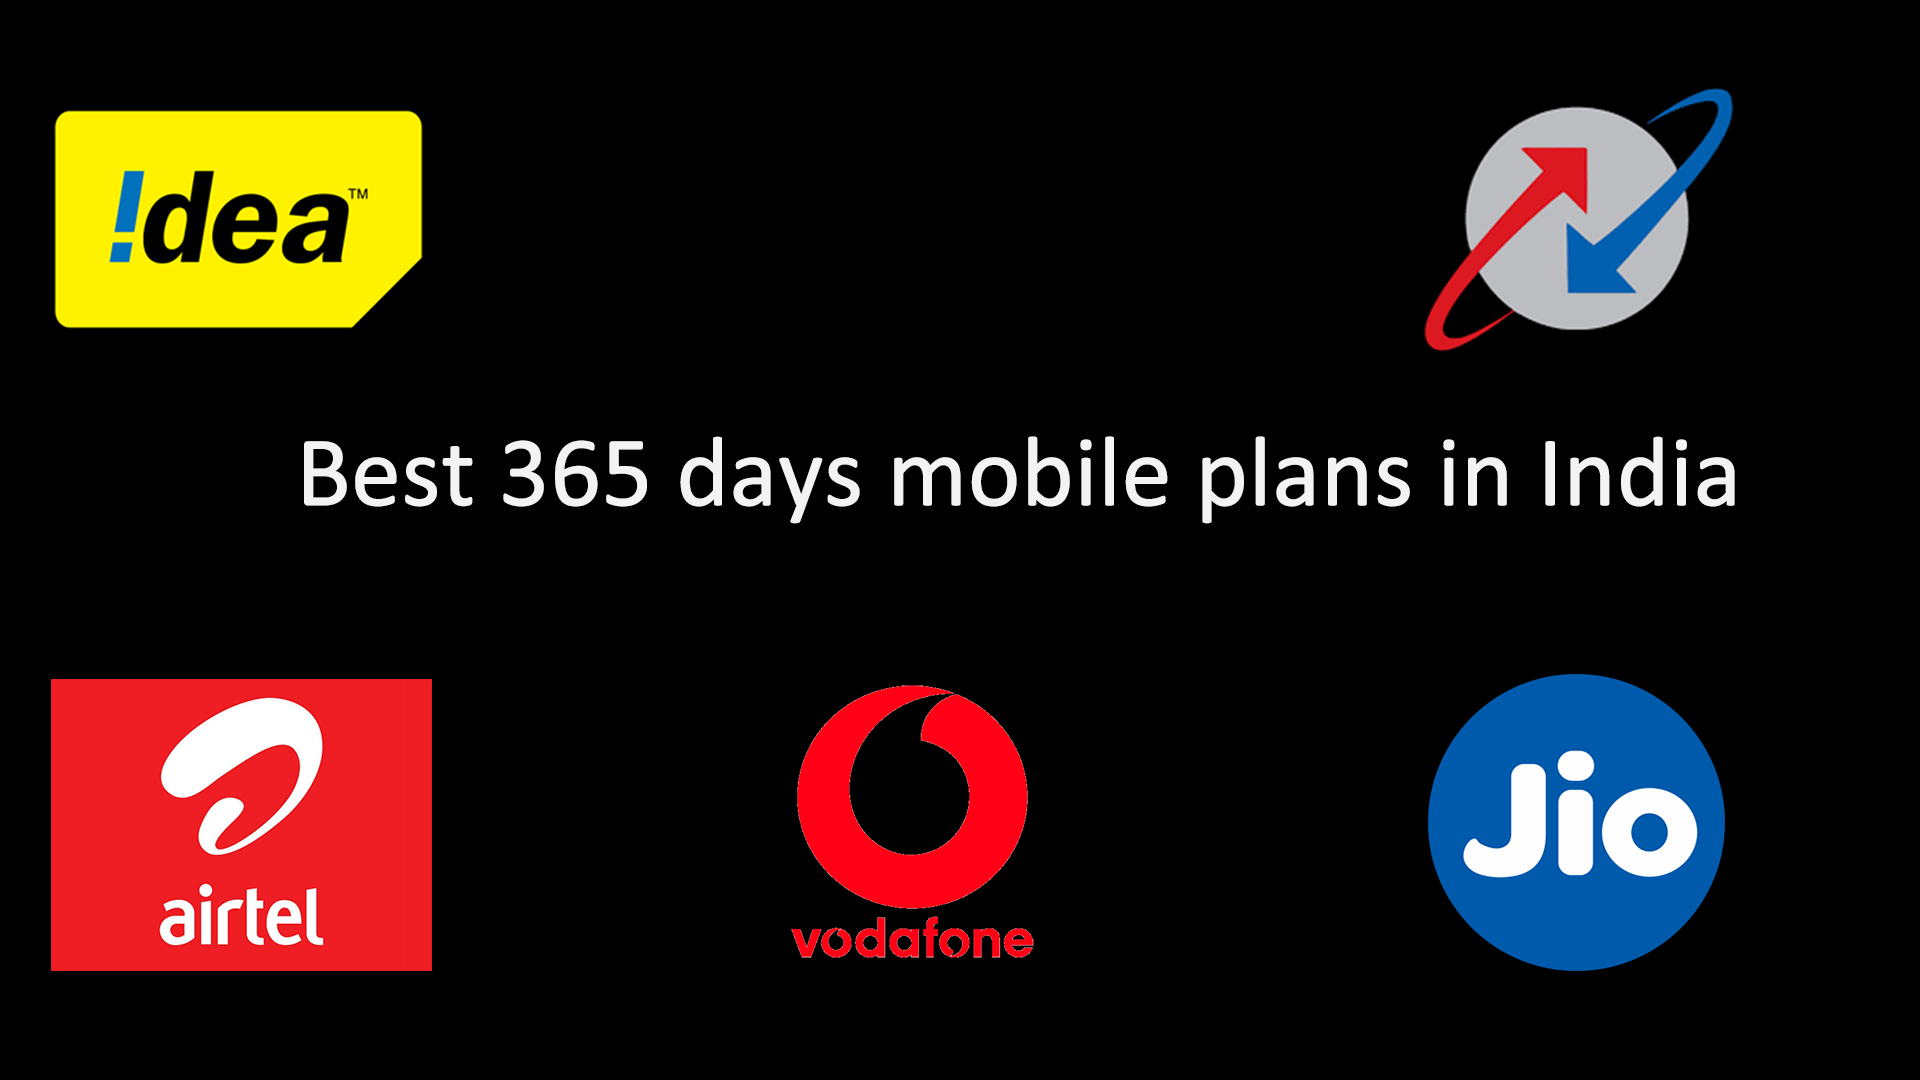 !dea™
Best 365 days mobile plans in India
airtel
vodafone
Jio